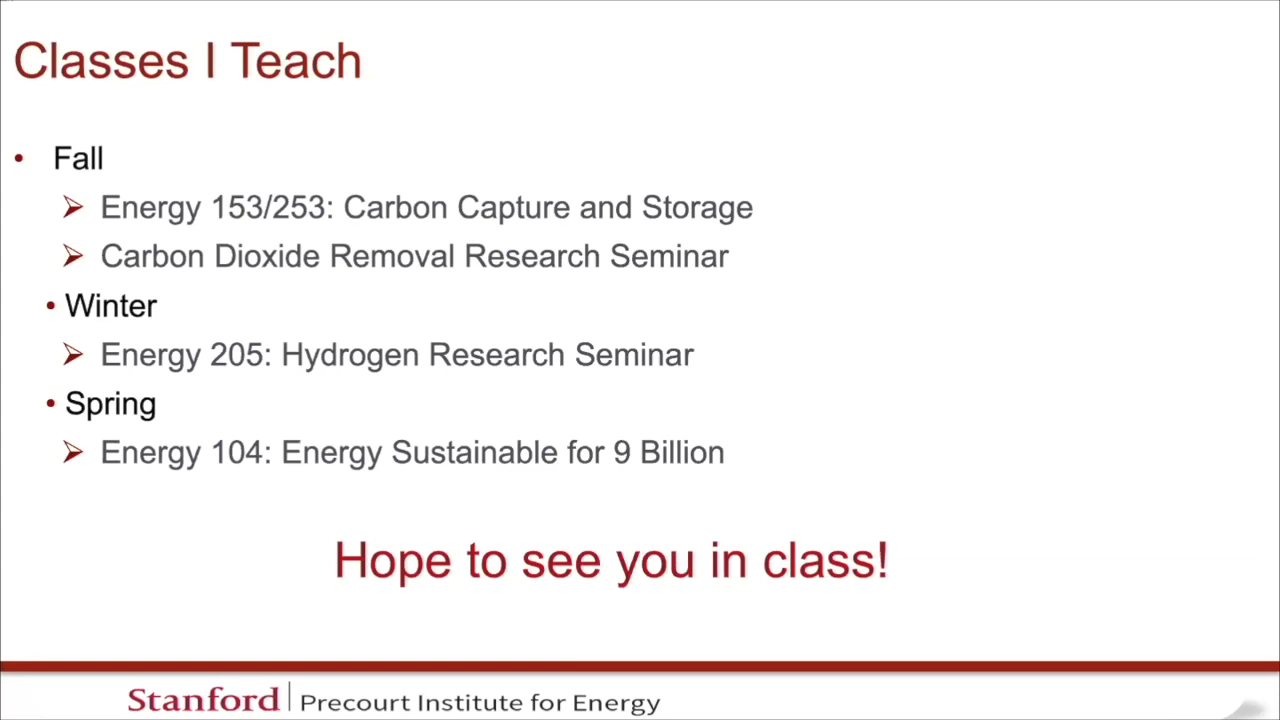 Classes I Teach
• Fall
➢ Energy 153/253: Carbon Capture and Storage
➢ Carbon Dioxide Removal Research Seminar
• Winter
➢ Energy 205: Hydrogen Research Seminar
• Spring
➢ Energy 104: Energy Sustainable for 9 Billion
Hope to see you in class!
Stanford | Precourt Institute for Energy